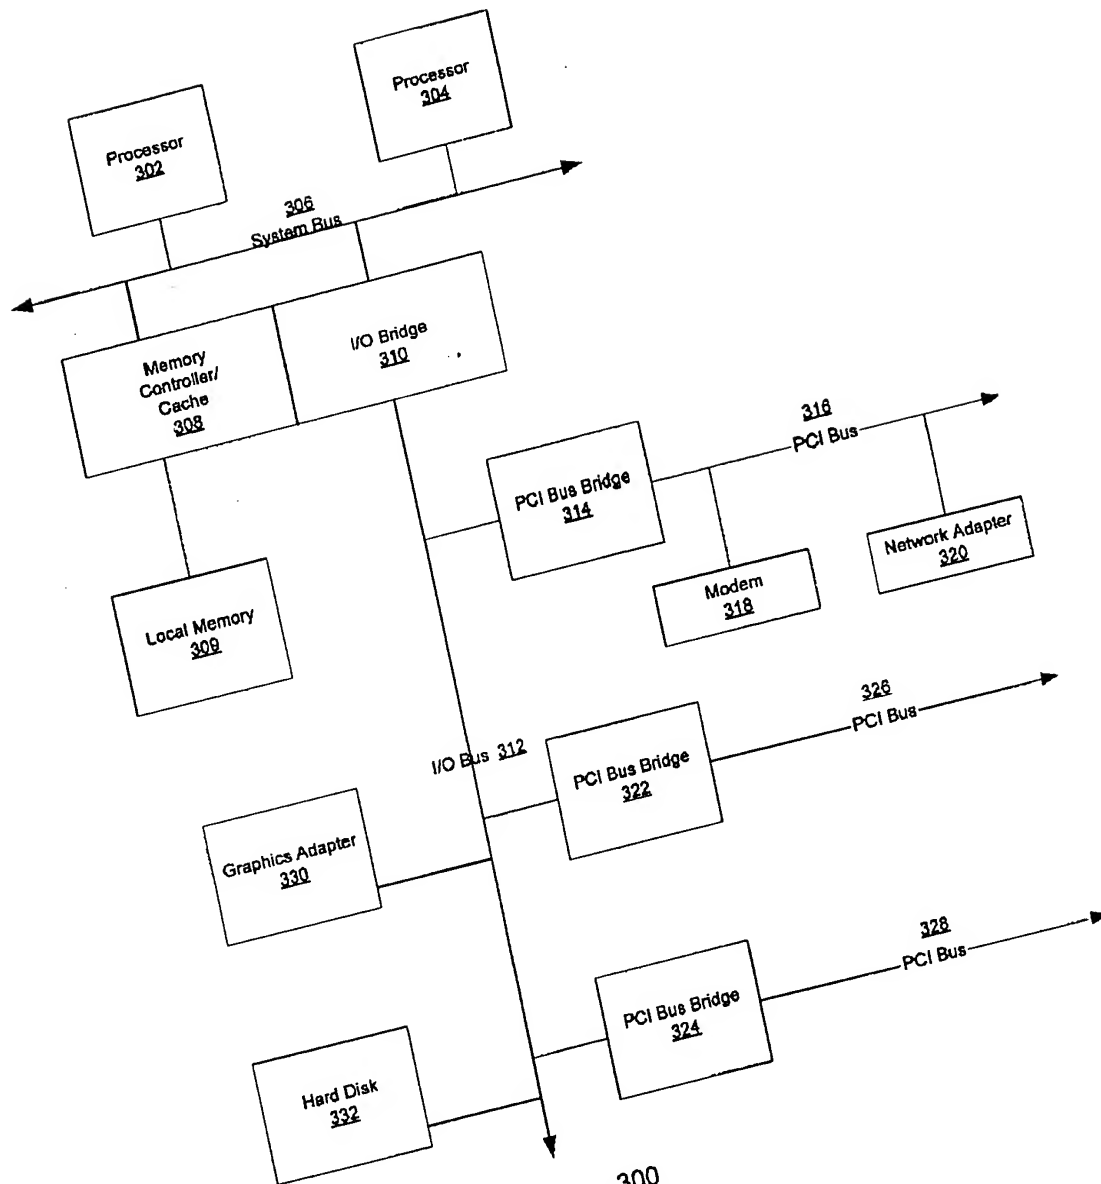 Processor
304
Processor
302
306
System Bus
I/O Bridge
310
Memory
Controller/
Cache
308
316
PCI Bus
PCI Bus Bridge
314
Network Adapter
320
Modem
318
Local Memory
309
326
PCI Bus
I/O Bus 312
PCI Bus Bridge
322
Graphics Adapter
330
328
PCI Bus
PCI Bus Bridge
324
Hard Disk
332
300